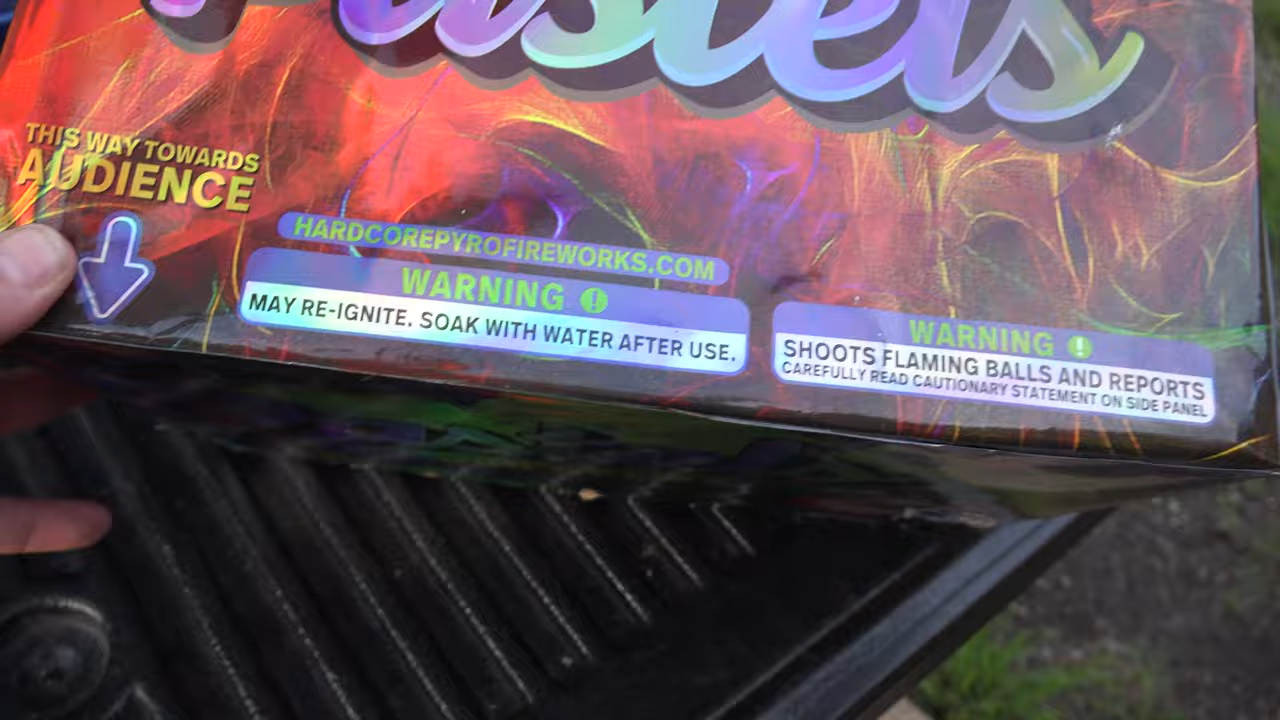 Pastels
THIS WAY TOWARDS
AUDIENCE
HARDCOREPYROFIREWORKS.COM
WARNING !
MAY RE-IGNITE. SOAK WITH WATER AFTER USE.
WARNING !
SHOOTS FLAMING BALLS AND REPORTS
CAREFULLY READ CAUTIONARY STATEMENT ON SIDE PANEL